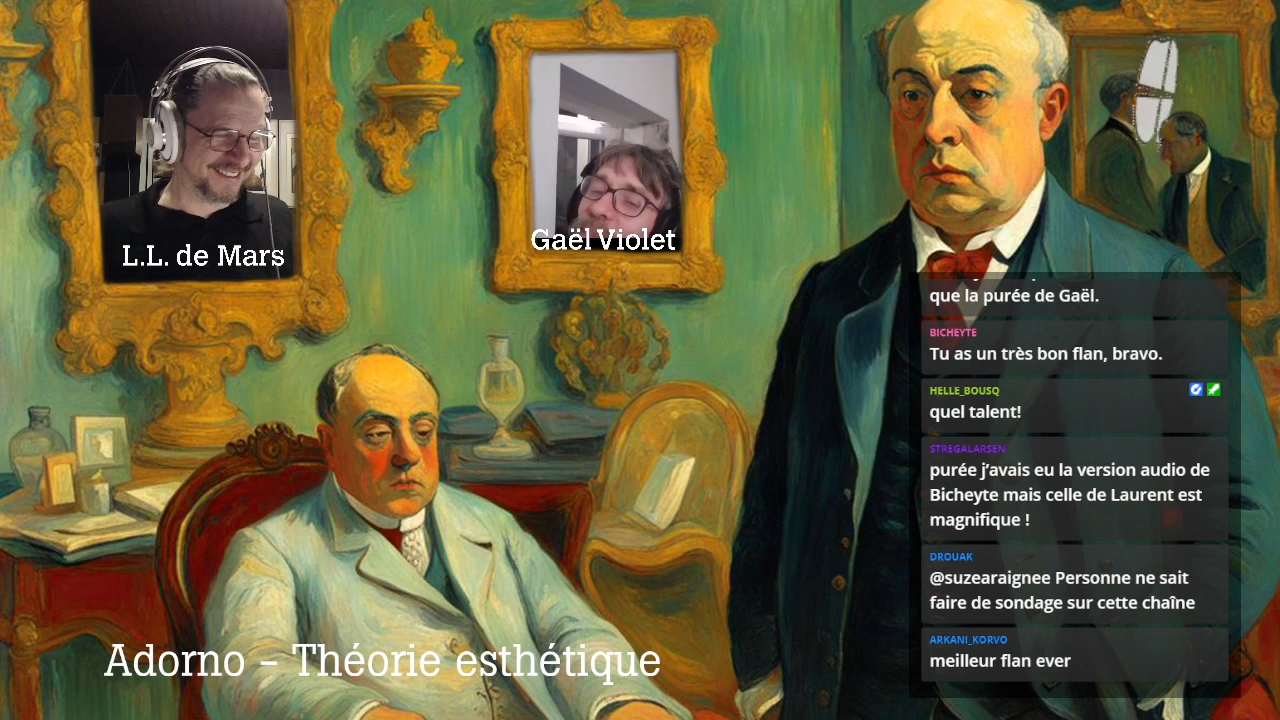 L.L. de Mars
Gaël Violet
que la purée de Gaël.
BICHEYTE
Tu as un très bon flan, bravo.
HELLE_BOUSQ
quel talent!
STREGALARSEN
purée j’avais eu la version audio de
Bicheyte mais celle de Laurent est
magnifique !
DROUAK
@suzearaignee Personne ne sait
faire de sondage sur cette chaîne
ARKANI_KORVO
meilleur flan ever
Adorno – Théorie esthétique